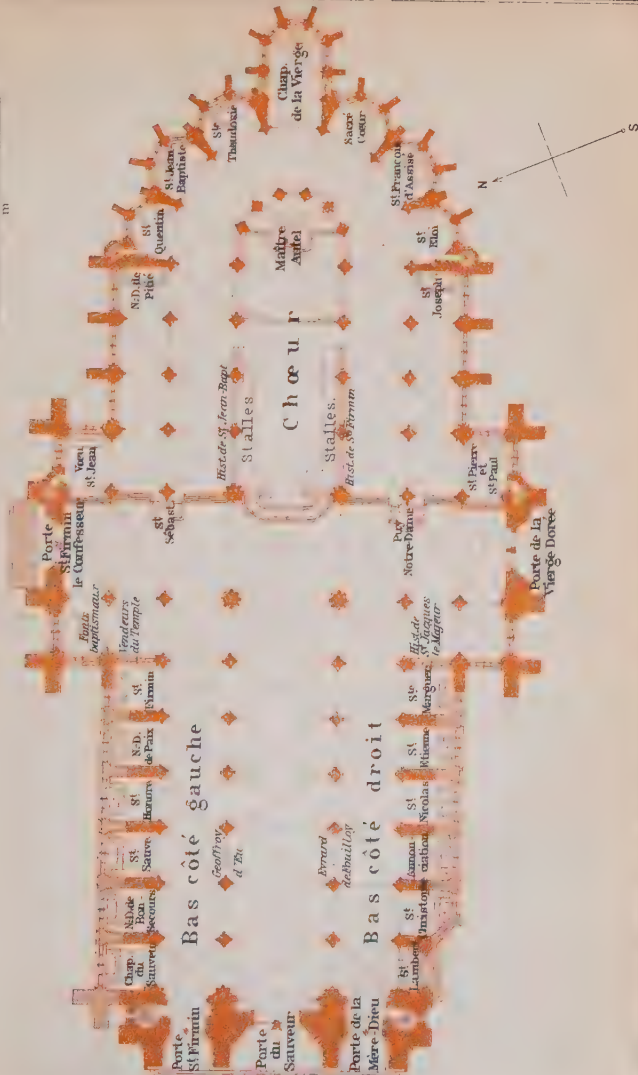 m
Chap.
de la Vierge
Ste
Theudosie
Sacré
Cœur
St Jean
Baptiste
St François
d'Assise
N
S
St
Quentin
Maître
Autel
St
Eloi
N.-D. de
Pitié
St
Joseph
Chœur
Hist. de St Jean-Bapt
Stalles
Stalles.
Hist. de St Firmin
Vœu
St Jean
St Pierre
et
St Paul
Porte
St Firmin
le Confesseur
St
Sébast.
Puy
Notre-Dame
Porte de la
Vierge Dorée
Fonts
baptismaux
Vendeurs
du Temple
Hist. de
St Jacques
le Majeur
St
Firmin
Ste
Marguer.
N.-D.
de Paix
St
Etienne
St
Honoré
St
Nicolas
St
Sauve
Annon
ciation
N.-D. de
Bon
Secours
St
Christophe
Chap.
du
Sauveur
St
Lambert
Bas côté gauche
Geoffroy
d'Eu
Evrard
de Fouilloy
Bas côté droit
Porte
St Firmin
Porte
du
Sauveur
Porte de la
Mère-Dieu